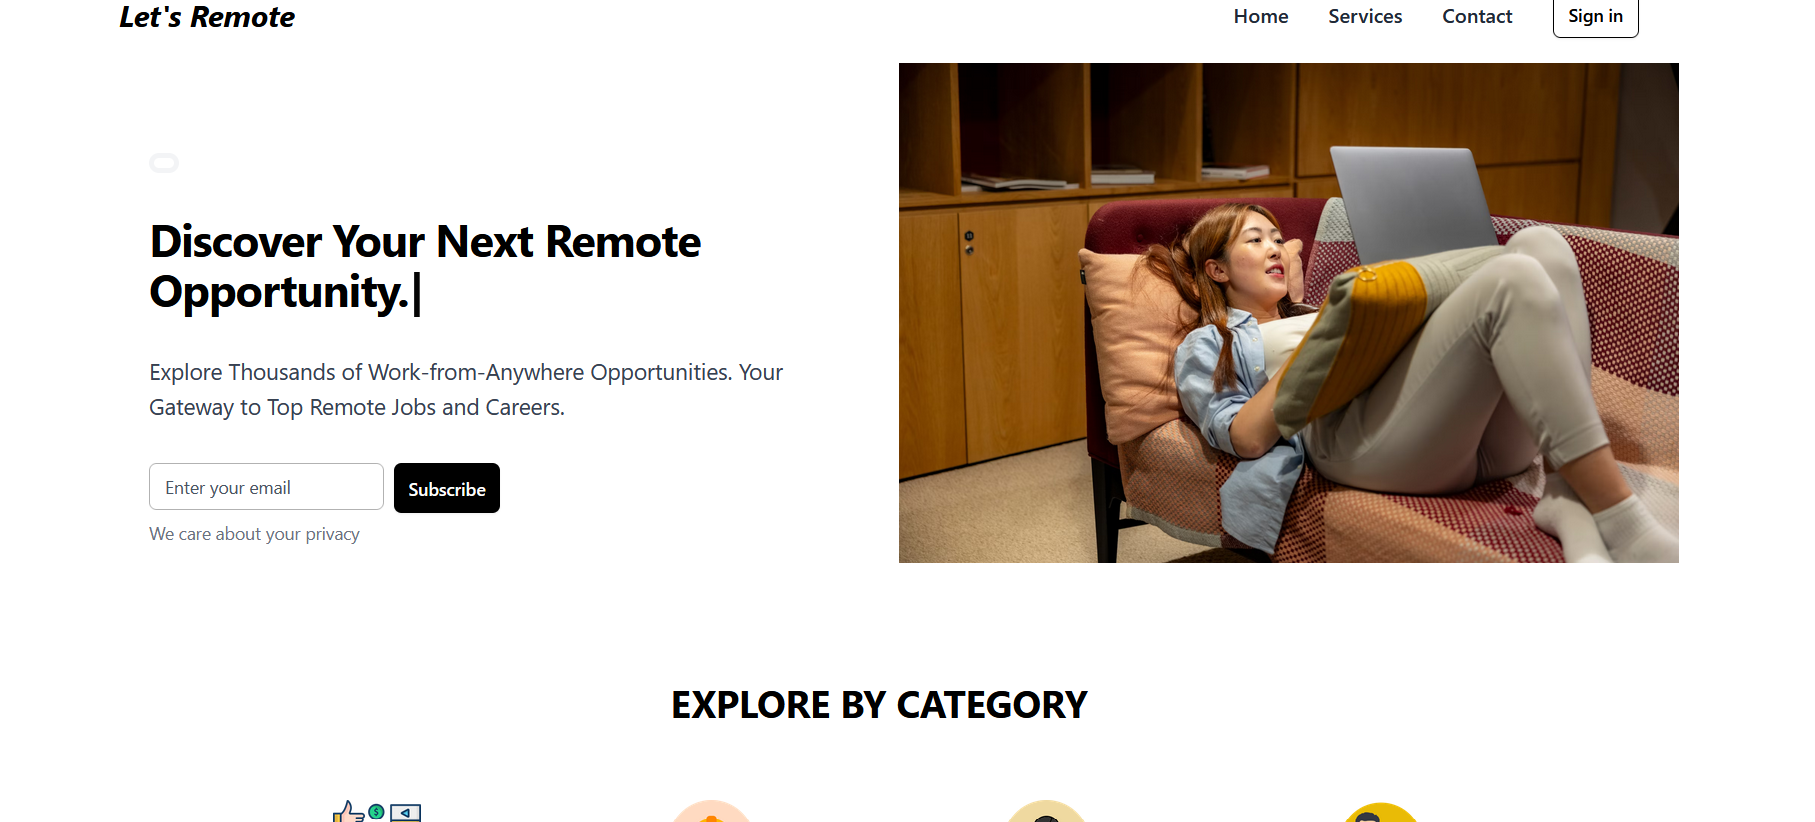 Let's Remote
Home
Services
Contact
Sign in
Discover Your Next Remote
Opportunity.|
Explore Thousands of Work-from-Anywhere Opportunities. Your
Gateway to Top Remote Jobs and Careers.
Enter your email
Subscribe
We care about your privacy
EXPLORE BY CATEGORY
$